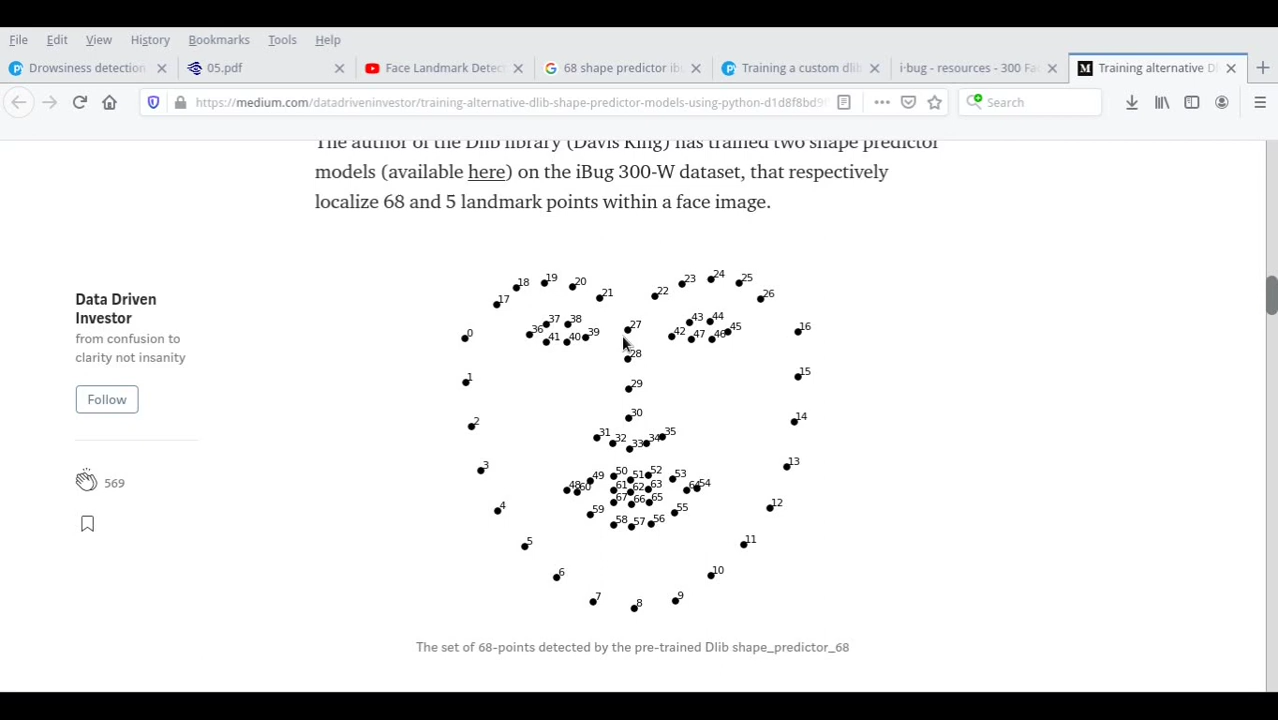 File Edit View History Bookmarks Tools Help
Drowsiness detection 05.pdf Face Landmark Detec 68 shape predictor ib Training a custom dlib i·bug - resources - 300 Fa Training alternative Dl
https://medium.com/datadriveninvestor/training-alternative-dlib-shape-predictor-models-using-python-d1d8f8bd9f Search
The author of the Dlib library (Davis King) has trained two shape predictor
models (available here) on the iBug 300-W dataset, that respectively
localize 68 and 5 landmark points within a face image.
Data Driven
Investor
from confusion to
clarity not insanity
Follow
569
18 19 20 23 24 25
17 21 22 26
37 38 27 43 44 16
0 36 39 42 45
41 40 47 46
28
1 29 15
2 30 14
31 32 33 34 35
3 49 50 51 52 53 13
48 60 61 62 63 64 54
67 66 65
4 59 58 57 56 55 12
5 11
6 10
7 8 9
The set of 68-points detected by the pre-trained Dlib shape_predictor_68